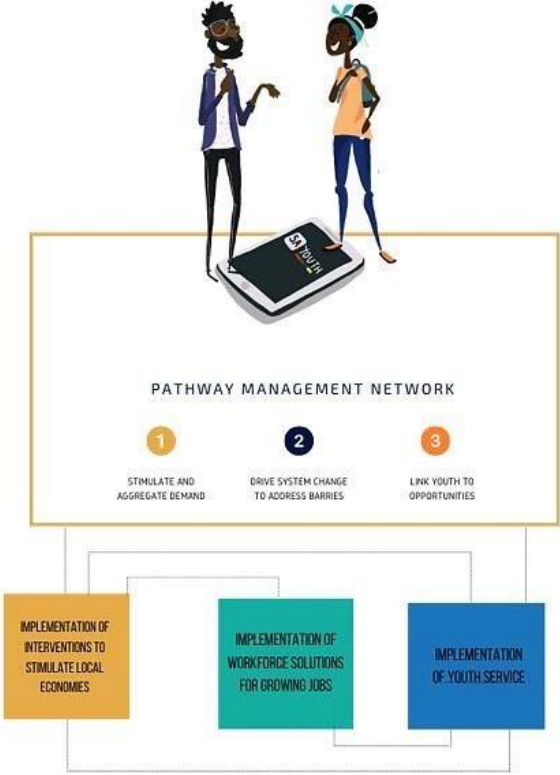 SA
YOUTH
PATHWAY MANAGEMENT NETWORK
1
2
3
STIMULATE AND
AGGREGATE DEMAND
DRIVE SYSTEM CHANGE
TO ADDRESS BARRIES
LINK YOUTH TO
OPPORTUNITIES
IMPLEMENTATION OF
INTERVENTIONS TO
STIMULATE LOCAL
ECONOMIES
IMPLEMENTATION OF
WORKFORCE SOLUTIONS
FOR GROWING JOBS
IMPLEMENTATION
OF YOUTH SERVICE